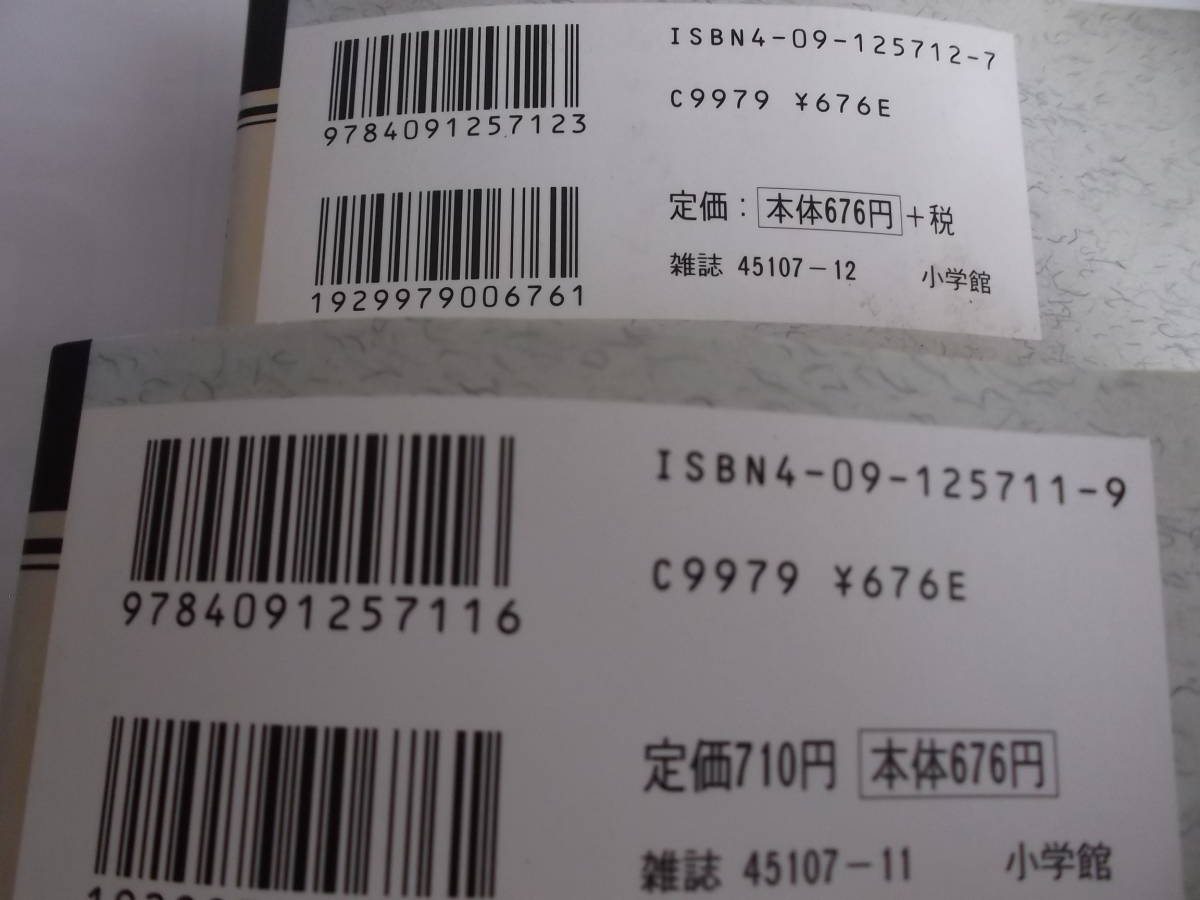 ISBN4-09-125712-7
9784091257123
C9979 ¥676E
定価：本体676円+税
1929979006761
雑誌 45107-12 小学館
ISBN4-09-125711-9
9784091257116
C9979 ¥676E
定価710円 本体676円
雑誌 45107-11 小学館